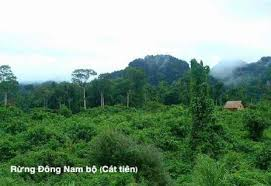 Rừng Đông Nam bộ (Cát tiên)